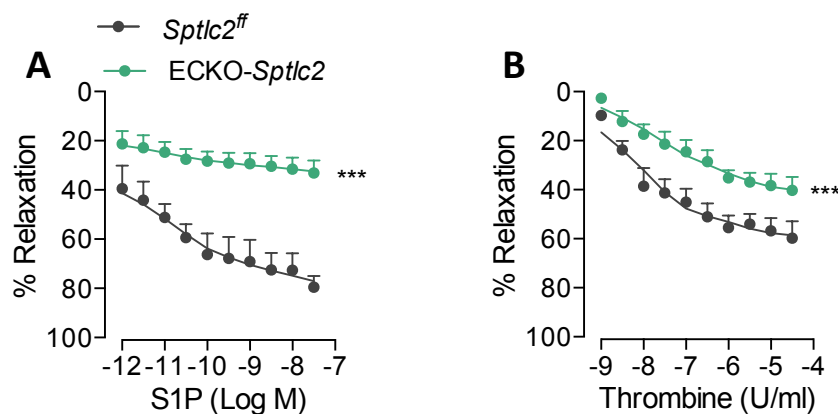 Sptlc2ff
ECKO-Sptlc2
A
0
20
40
60
80
100
% Relaxation
-12 -11 -10 -9 -8 -7
S1P (Log M)
***
B
0
20
40
60
80
100
% Relaxation
-9 -8 -7 -6 -5 -4
Thrombine (U/ml)
***